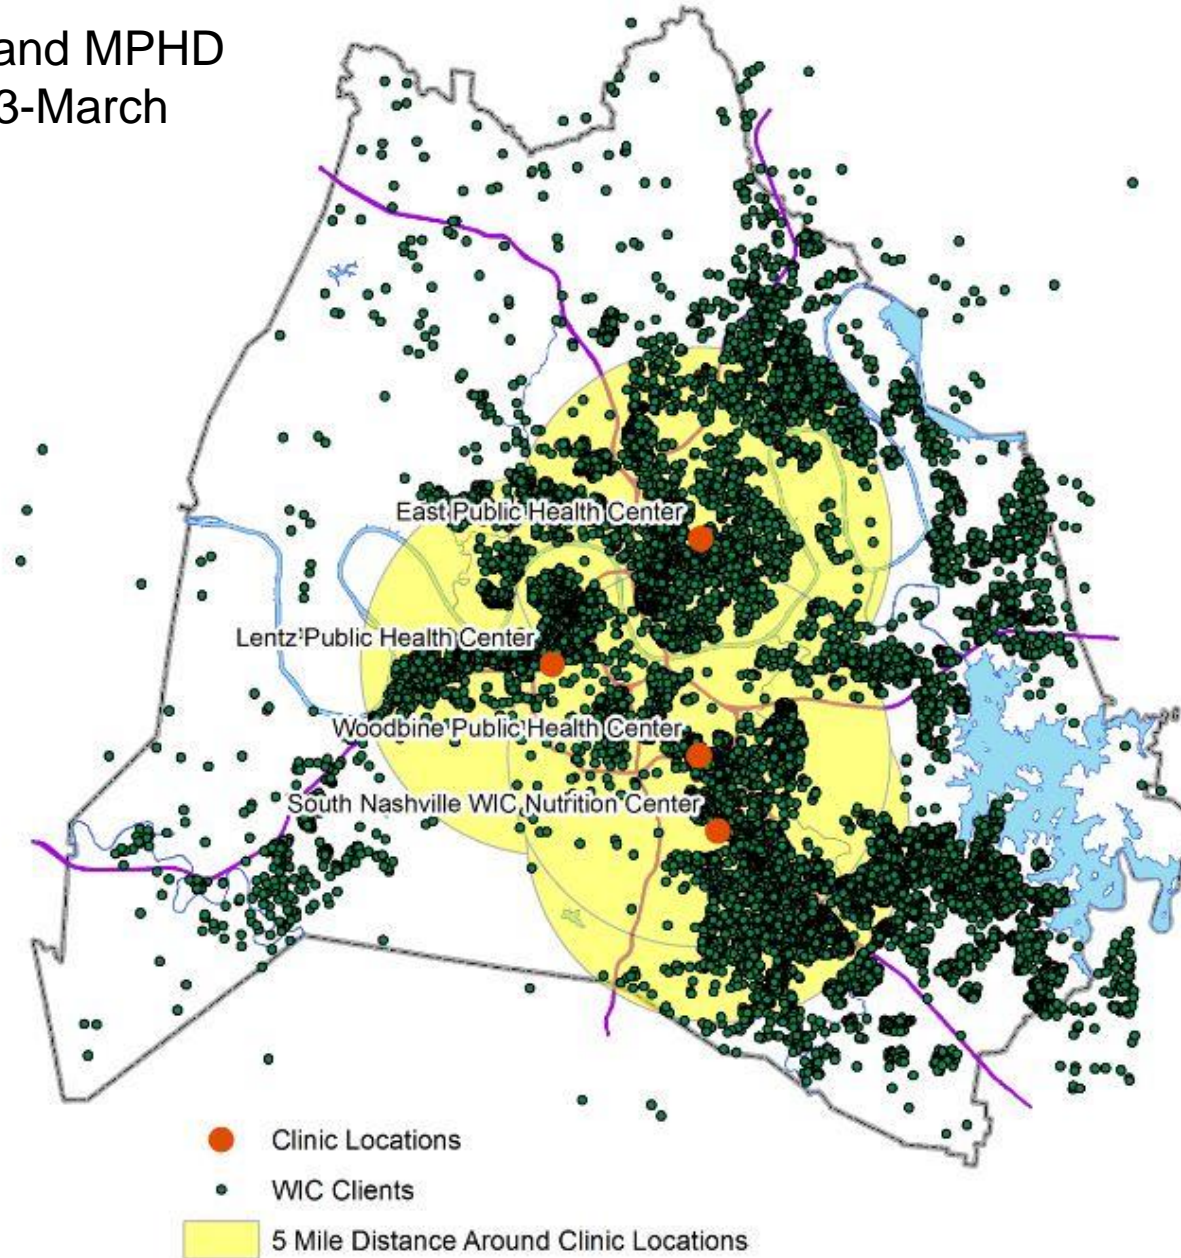 and MPHD
3-March
East Public Health Center
Lentz Public Health Center
Woodbine Public Health Center
South Nashville WIC Nutrition Center
Clinic Locations
WIC Clients
5 Mile Distance Around Clinic Locations